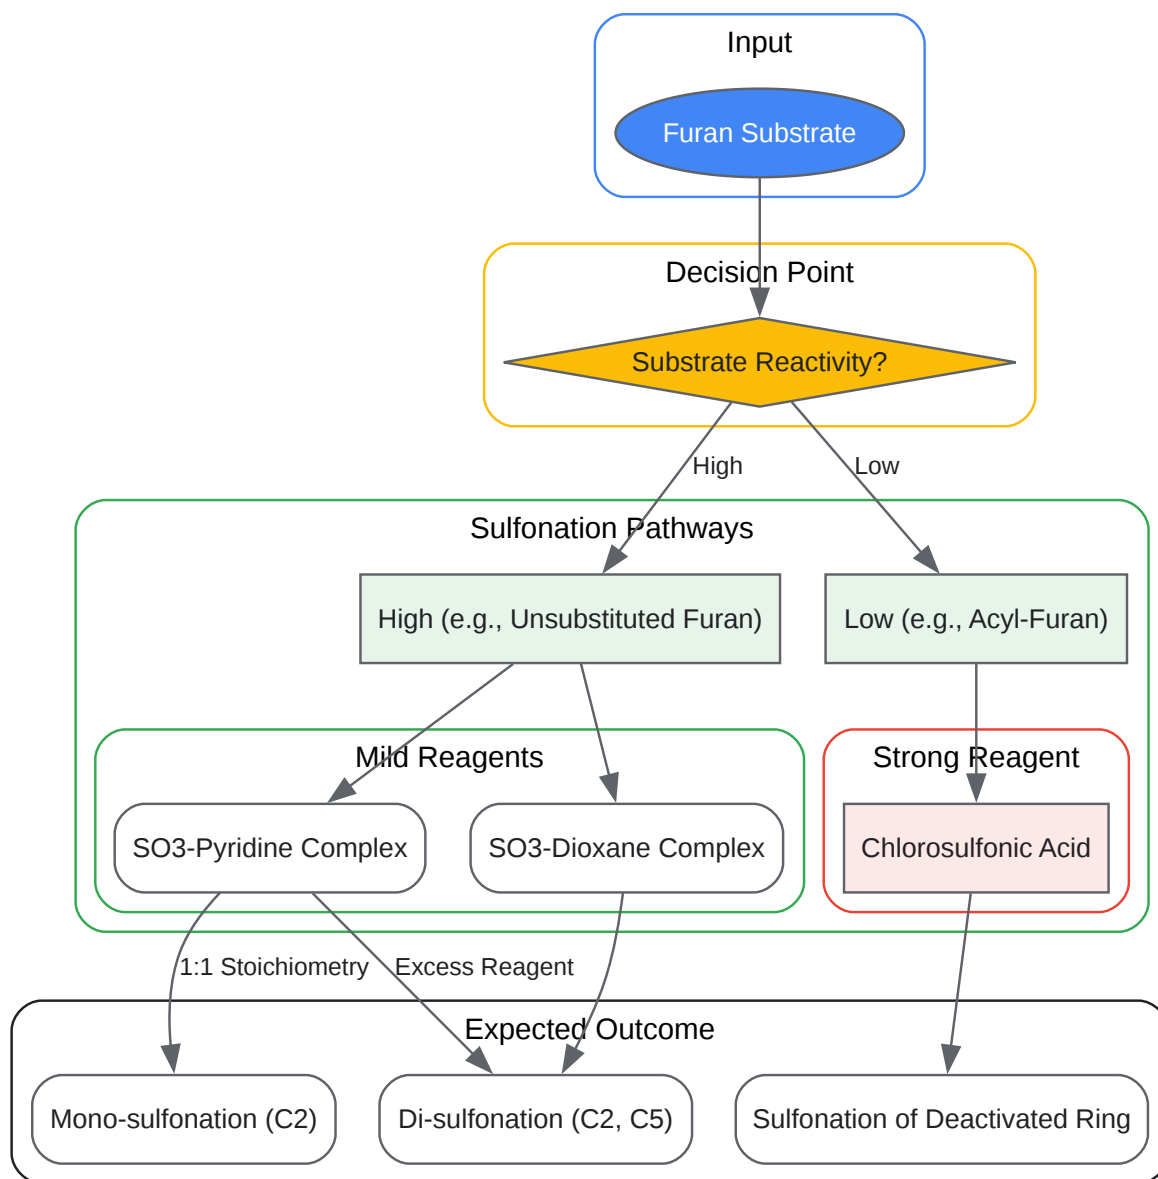 Input
Furan Substrate
Decision Point
Substrate Reactivity?
High
Low
Sulfonation Pathways
High (e.g., Unsubstituted Furan)
Low (e.g., Acyl-Furan)
Mild Reagents
Strong Reagent
SO3-Pyridine Complex
SO3-Dioxane Complex
Chlorosulfonic Acid
1:1 Stoichiometry
Excess Reagent
Expected Outcome
Mono-sulfonation (C2)
Di-sulfonation (C2, C5)
Sulfonation of Deactivated Ring